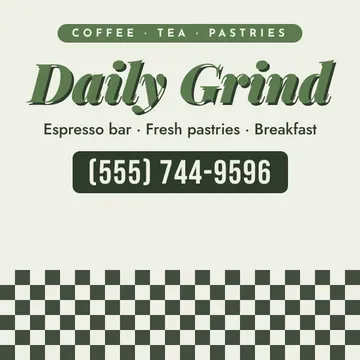 COFFEE · TEA · PASTRIES
Daily Grind
Espresso bar · Fresh pastries · Breakfast
(555) 744-9596